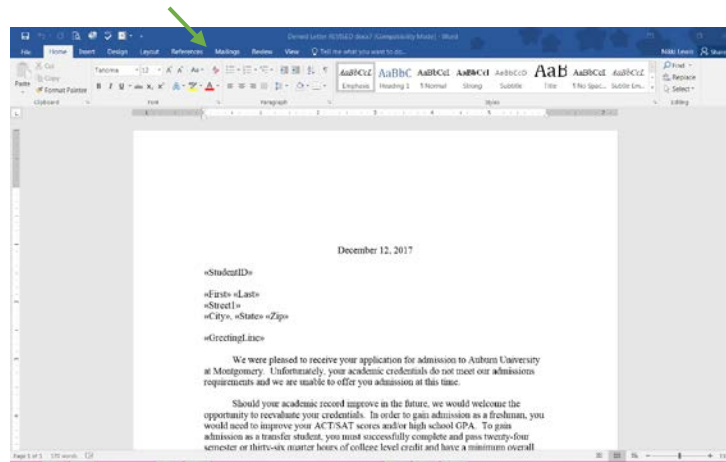 Denied Letter REVISED.docx [Compatibility Mode] - Word
File Home Insert Design Layout References Mailings Review View Tell me what you want to do... Nikki Lewis Share
Paste
Cut
Copy
Format Painter
Clipboard
Tahoma 12
B I U abc
Font
Paragraph
AaBbCcL AaBbC AaBbCcI AaBbCcI AaBbCcD AaB AaBbCcI AaBbCcL
Emphasis Heading 1 ¶ Normal Strong Subtitle Title ¶ No Spac... Subtle Em...
Styles
Find
Replace
Select
Editing
December 12, 2017
«StudentID»
«First» «Last»
«Street1»
«City», «State» «Zip»
«GreetingLine»
We were pleased to receive your application for admission to Auburn University
at Montgomery. Unfortunately, your academic credentials do not meet our admissions
requirements and we are unable to offer you admission at this time.
Should your academic record improve in the future, we would welcome the
opportunity to reevaluate your credentials. In order to gain admission as a freshman, you
would need to improve your ACT/SAT scores and/or high school GPA. To gain
admission as a transfer student, you must successfully complete and pass twenty-four
semester or thirty-six quarter hours of college level credit and have a minimum overall
Page 1 of 1 170 words